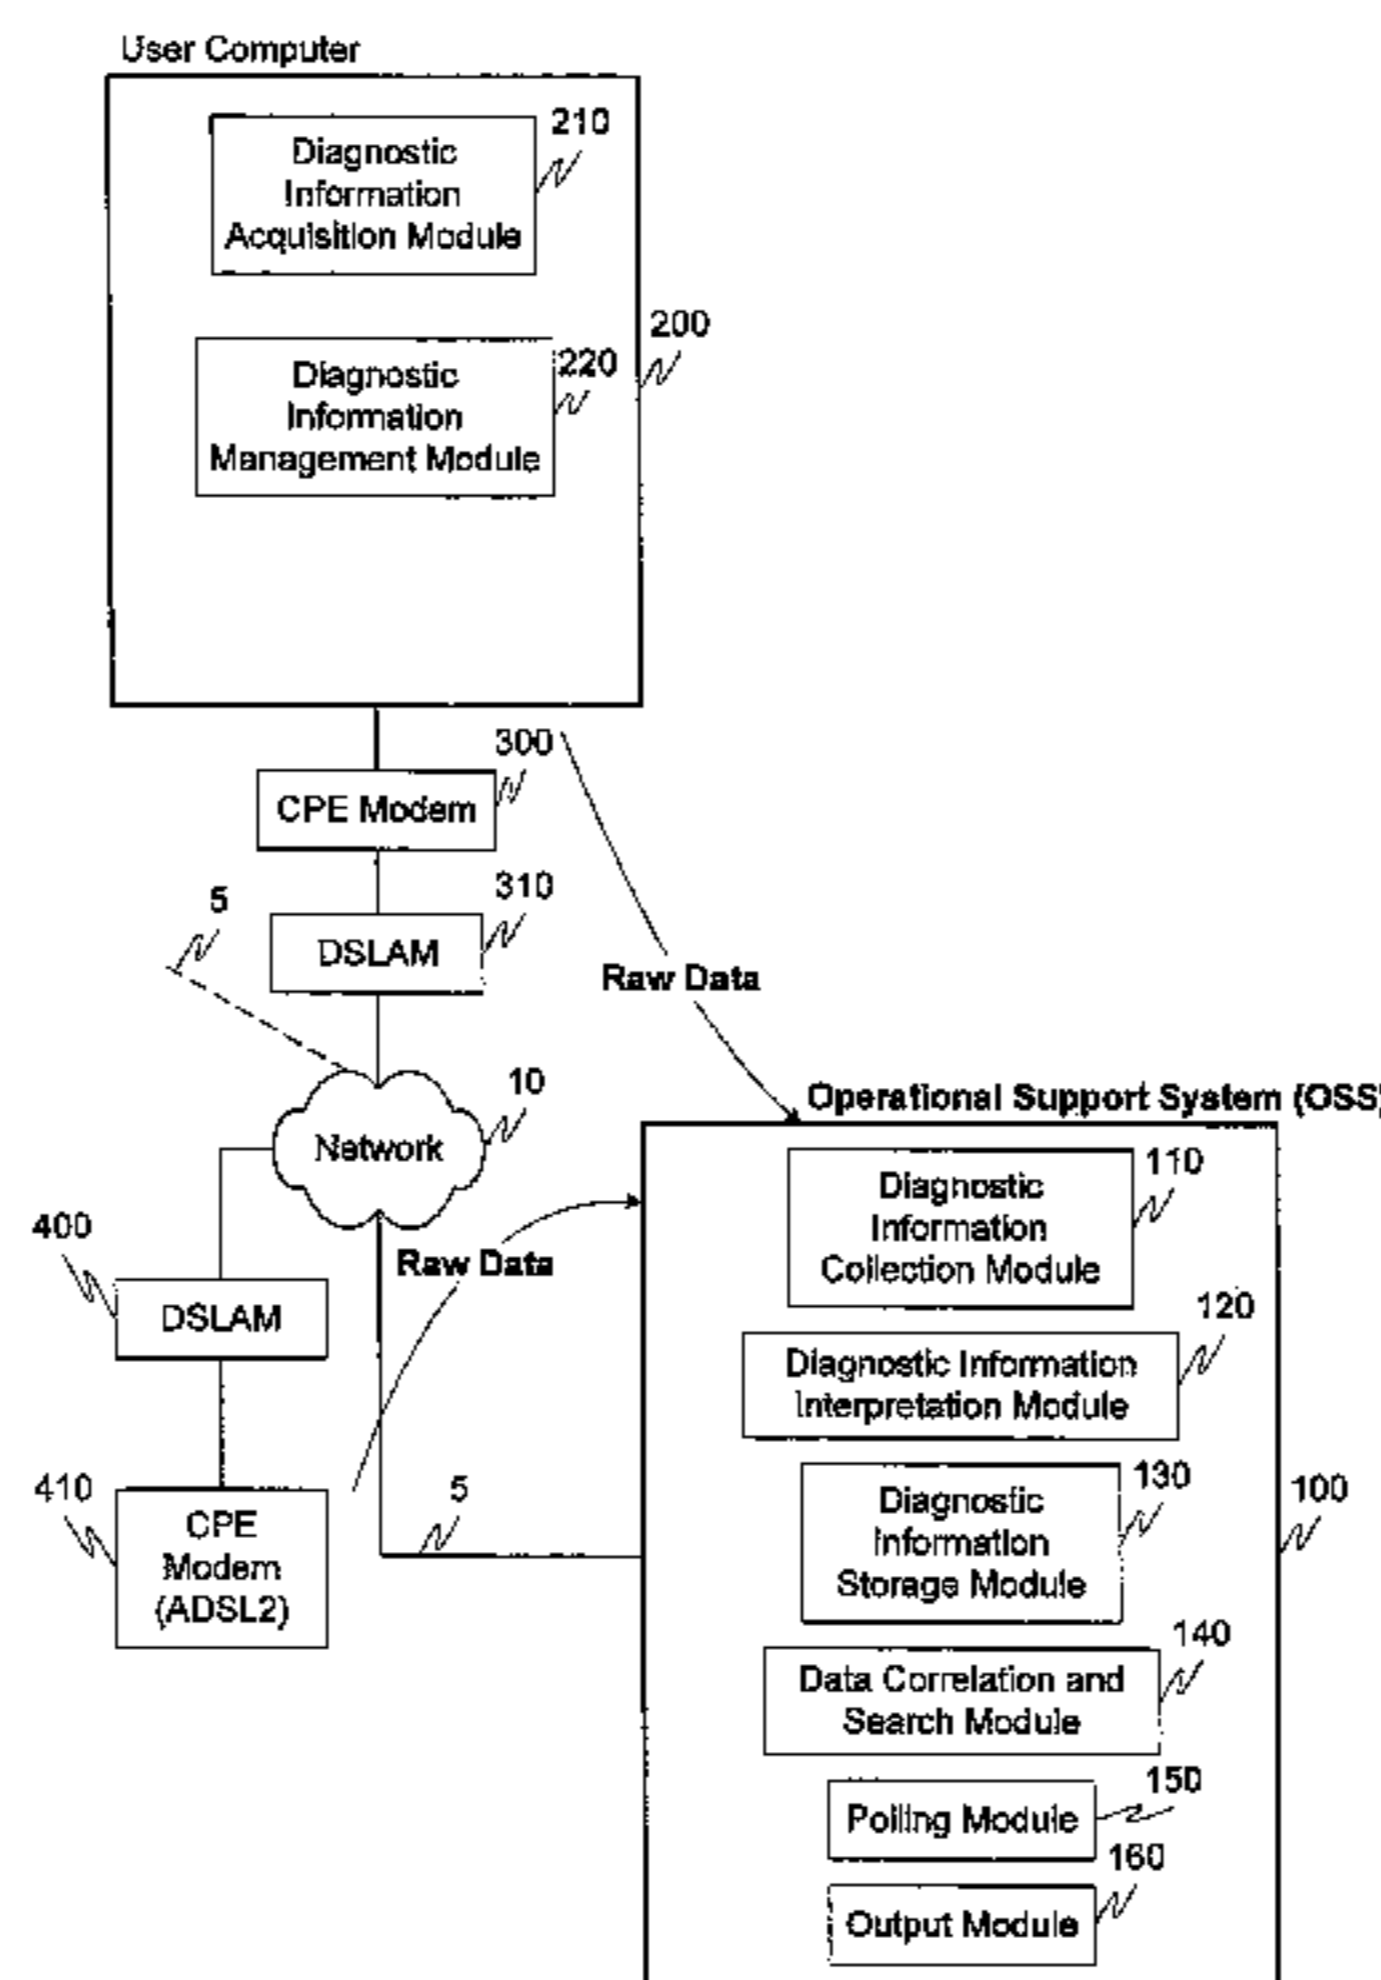 User Computer
210
Diagnostic
Information
Acquisition Module
200
220
Diagnostic
Information
Management Module
300
CPE Modem
310
5
DSLAM
Raw Data
10
Operational Support System (OSS)
Network
110
Diagnostic
Information
Collection Module
400
Raw Data
DSLAM
120
Diagnostic Information
Interpretation Module
410
CPE
Modem
(ADSL2)
5
130
Diagnostic
Information
Storage Module
100
140
Data Correlation and
Search Module
150
Polling Module
160
Output Module